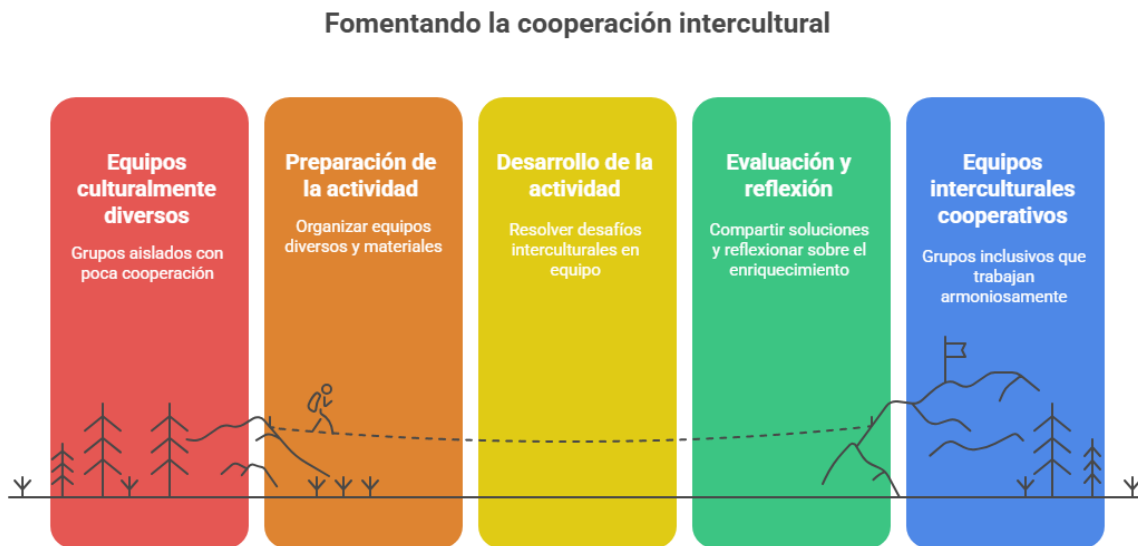 Fomentando la cooperación intercultural
Equipos
culturalmente
diversos
Grupos aislados con
poca cooperación
Preparación de
la actividad
Organizar equipos
diversos y materiales
Desarrollo de la
actividad
Resolver desafíos
interculturales en
equipo
Evaluación y
reflexión
Compartir soluciones
y reflexionar sobre el
enriquecimiento
Equipos
interculturales
cooperativos
Grupos inclusivos que
trabajan
armoniosamente